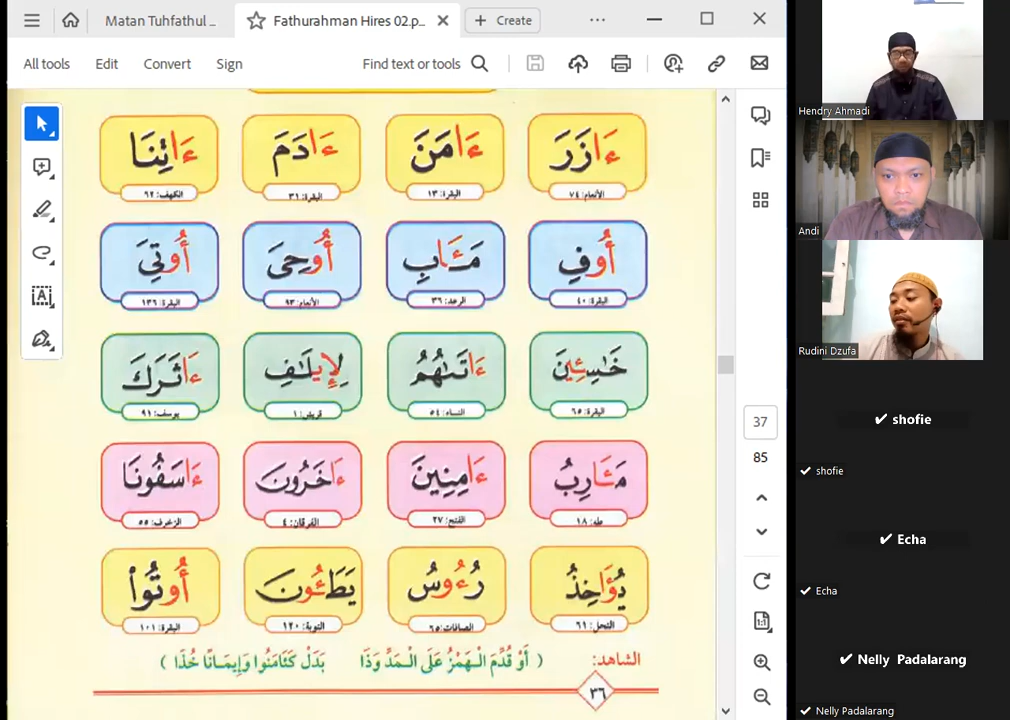 Matan Tuhfathul ...
Fathurahman Hires 02.p...
Create
All tools
Edit
Convert
Sign
Find text or tools
ءَازَرَ
ءَامَنَ
ءَادَمَ
ءَاتِنَا
الأنعام: ٧٤
البقرة: ١٣
البقرة: ٣١
الكهف: ٦٢
أُوفِ
مَـَٔابِ
أُوحِىَ
أُوتِىَ
البقرة: ٤٠
الرعد: ٣٦
الأنعام: ٩٣
البقرة: ١٣٦
خَـٰسِـِٔينَ
ءَاتَىٰهُمُ
لِإِيلَـٰفِ
ءَاثَرَكَ
البقرة: ٦٥
النساء: ٥٤
قريش: ١
يوسف: ٩١
مَـَٔارِبُ
ءَامِنِينَ
ءَاخَرُونَ
ءَاسَفُونَا
طه: ١٨
الفتح: ٢٧
الفرقان: ٤
الزخرف: ٥٥
يُؤَاخِذُ
رُءُوسُ
يَطَـُٔونَ
أُوتُوا۟
النحل: ٦١
الصافات: ٦٥
التوبة: ١٢٠
البقرة: ١٠١
الشاهد: ( أَوْ قُدِّمَ الْـهَمْزُ عَلَى الْـمَدِّ وَذَا بَدَلْ كَـَٔامَنُوا وَإِيمَـانًا خُذَا )
٣٦
37
85
1:1
Hendry Ahmadi
Andi
Rudini Dzufa
✔ shofie
shofie
✔ Echa
Echa
✔ Nelly Padalarang
Nelly Padalarang